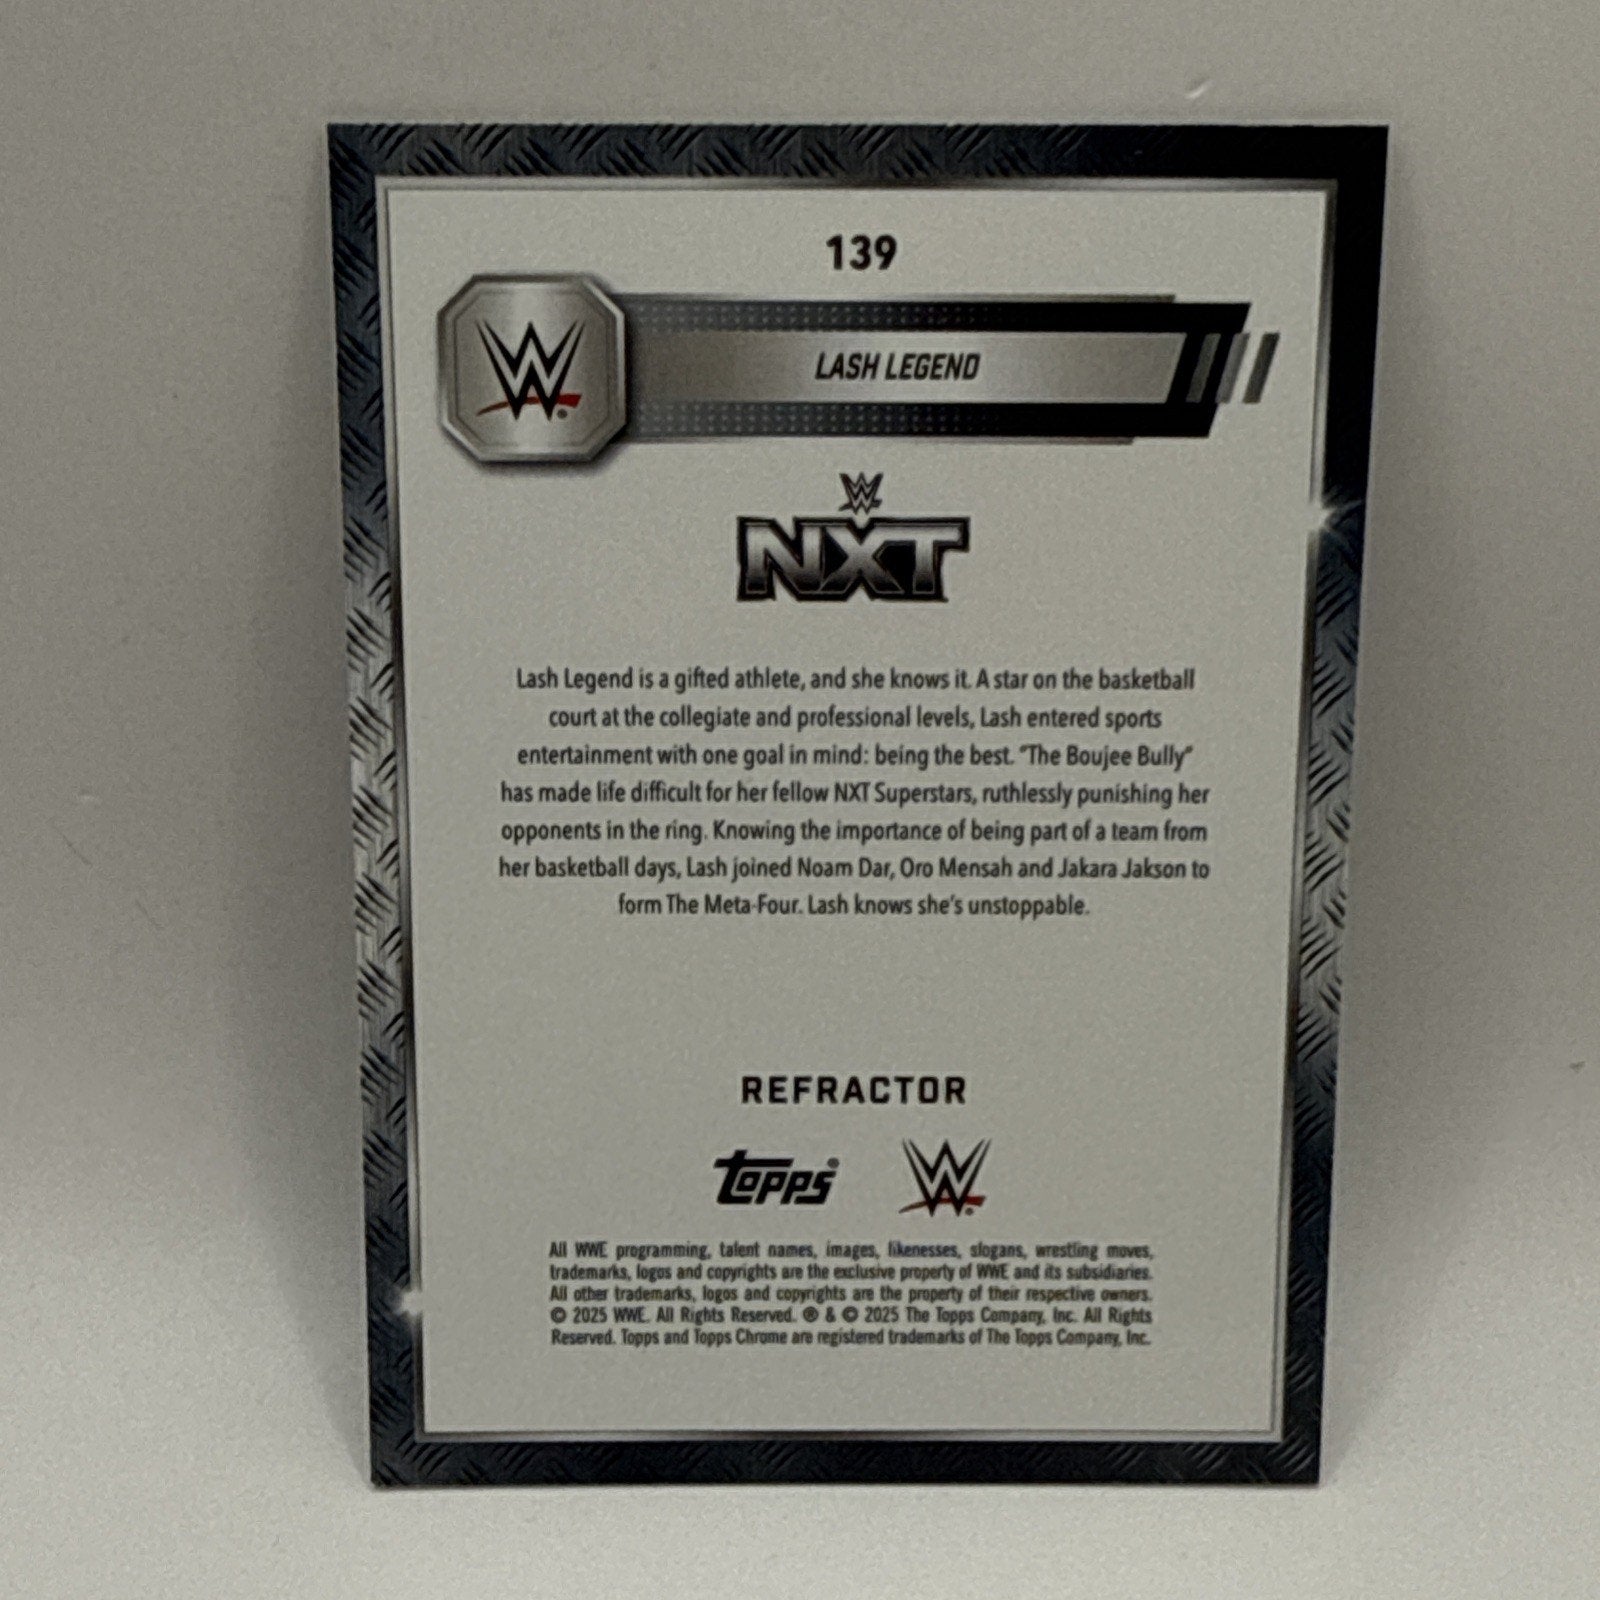 139
W
LASH LEGEND
W
NXT
Lash Legend is a gifted athlete, and she knows it. A star on the basketball
court at the collegiate and professional levels, Lash entered sports
entertainment with one goal in mind: being the best. "The Boujee Bully"
has made life difficult for her fellow NXT Superstars, ruthlessly punishing her
opponents in the ring. Knowing the importance of being part of a team from
her basketball days, Lash joined Noam Dar, Oro Mensah and Jakara Jakson to
form The Meta-Four. Lash knows she's unstoppable.
REFRACTOR
topps W
All WWE programming, talent names, images, likenesses, slogans, wrestling moves,
trademarks, logos and copyrights are the exclusive property of WWE and its subsidiaries.
All other trademarks, logos and copyrights are the property of their respective owners.
© 2025 WWE. All Rights Reserved. ® & © 2025 The Topps Company, Inc. All Rights
Reserved. Topps and Topps Chrome are registered trademarks of The Topps Company, Inc.